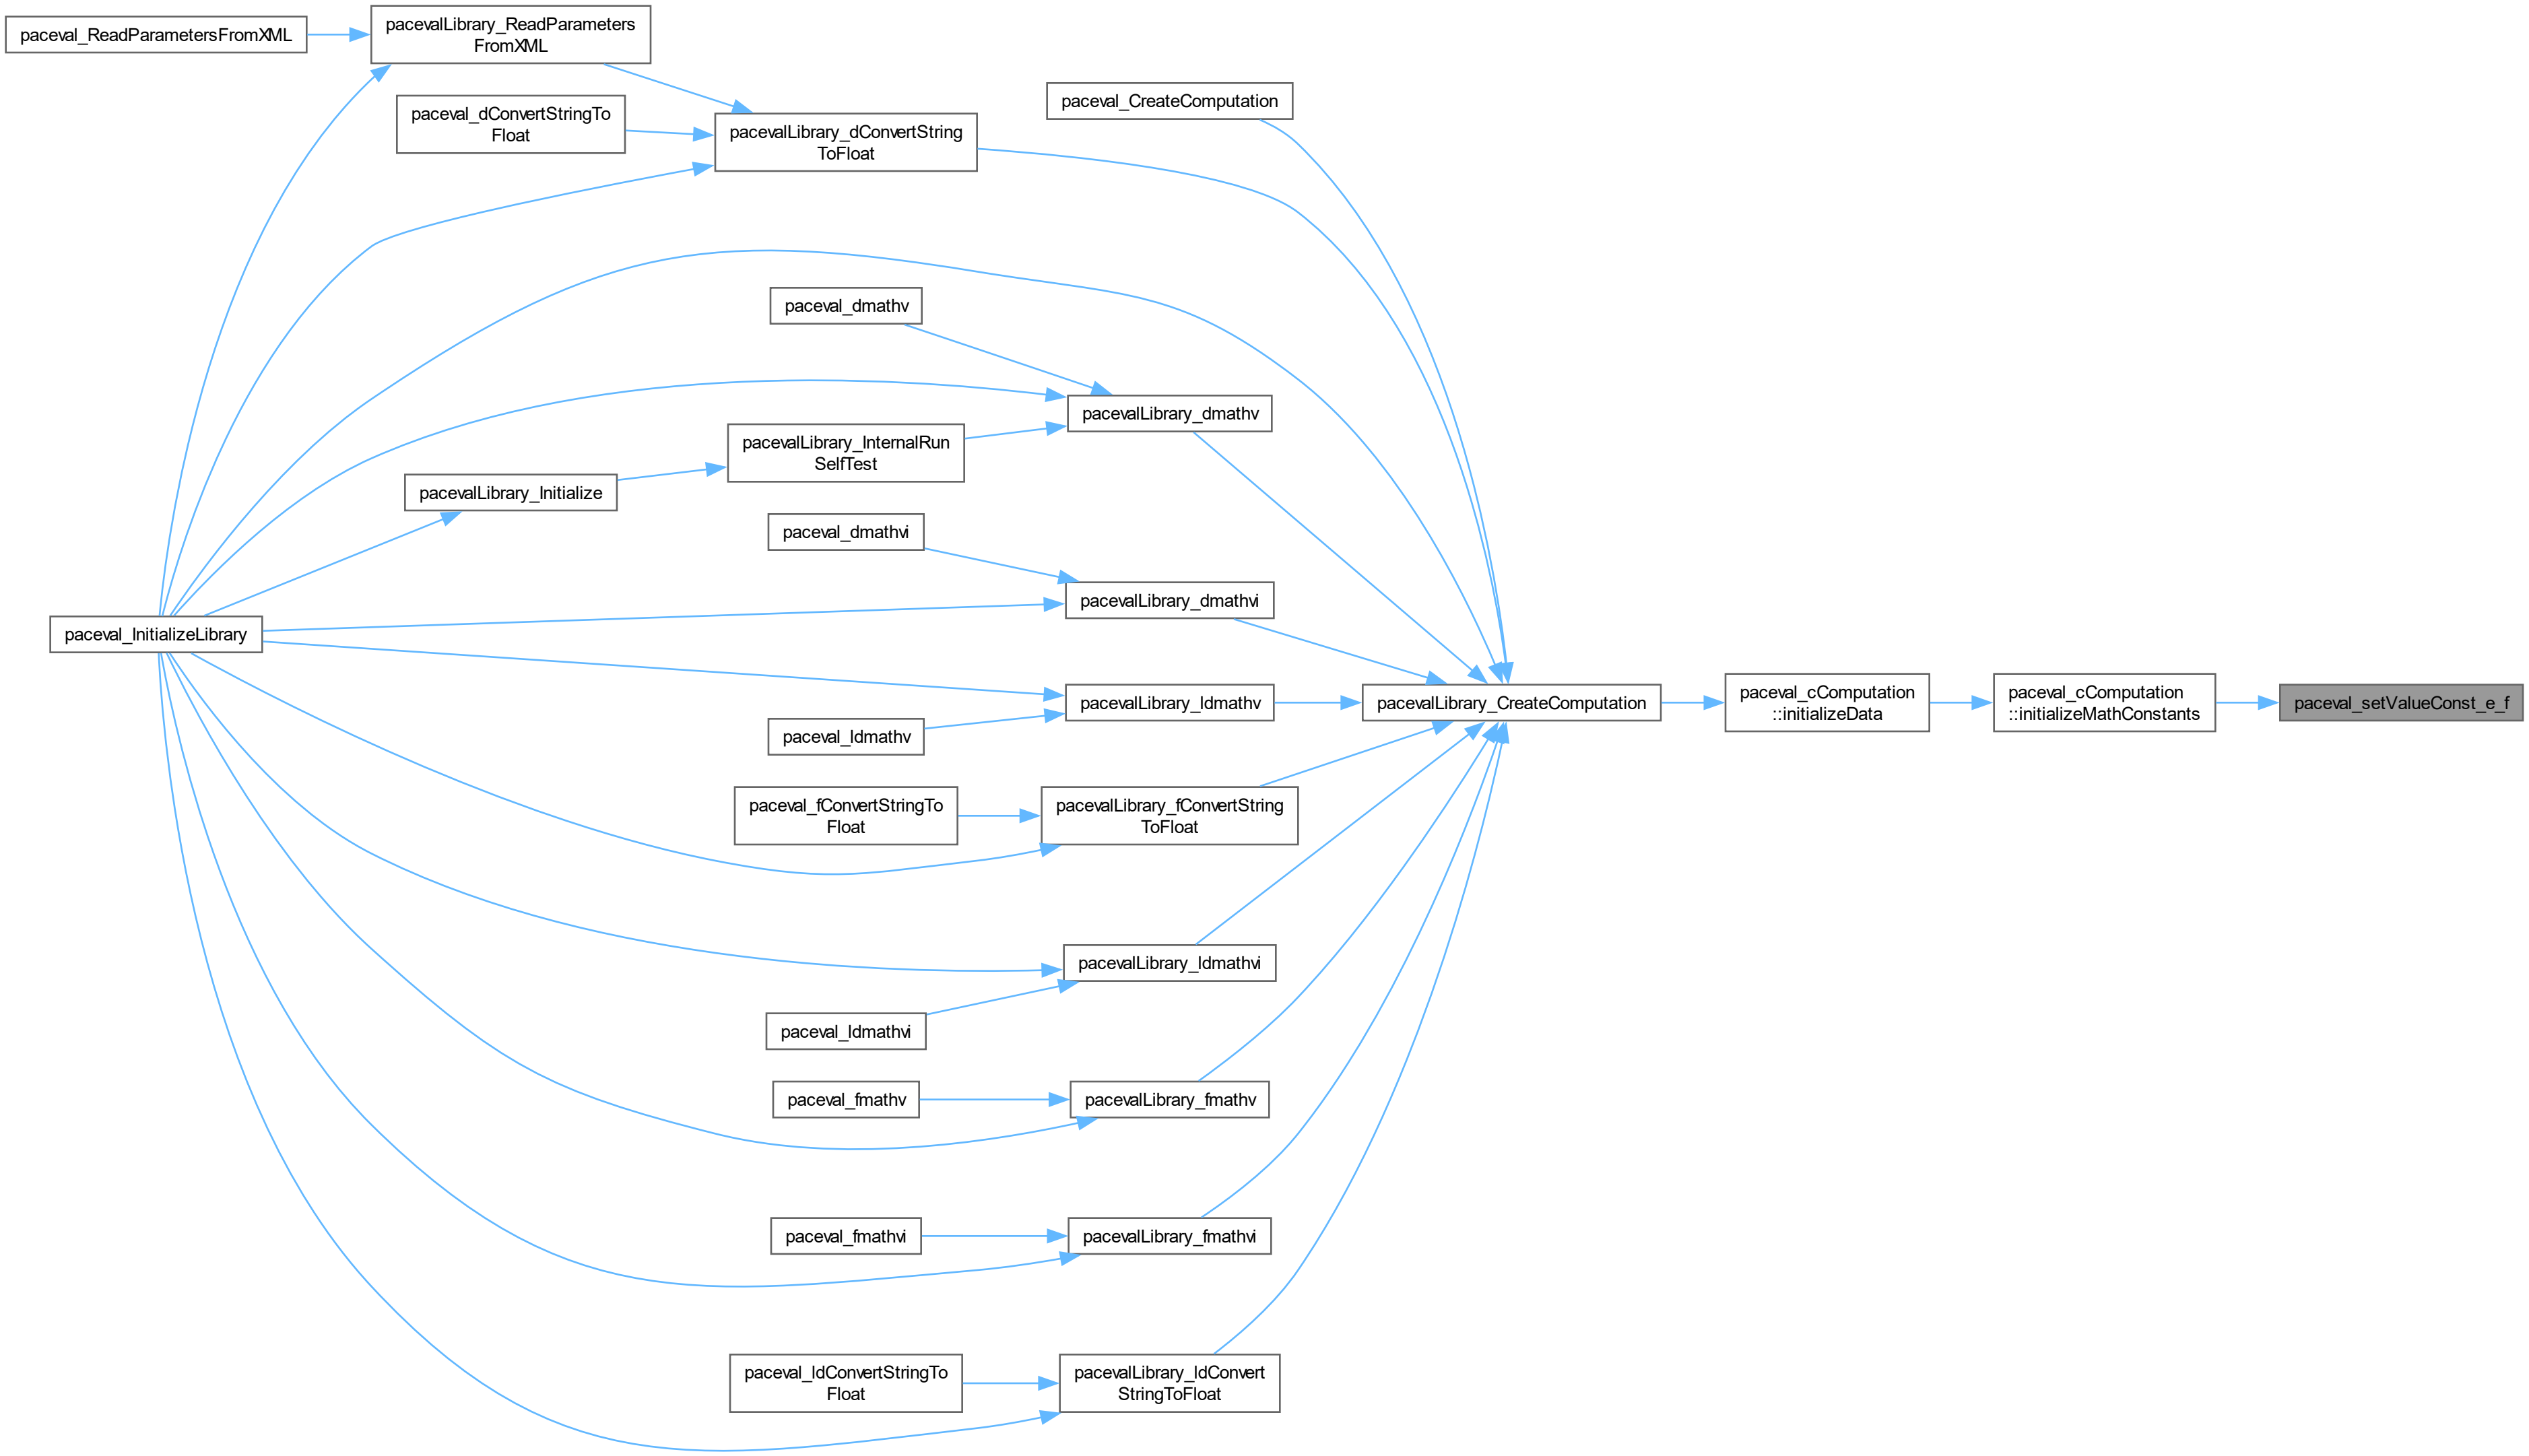 paceval_ReadParametersFromXML
pacevalLibrary_ReadParameters
FromXML
paceval_CreateComputation
paceval_dConvertStringTo
Float
pacevalLibrary_dConvertString
ToFloat
paceval_dmathv
pacevalLibrary_dmathv
pacevalLibrary_InternalRun
SelfTest
pacevalLibrary_Initialize
paceval_dmathvi
pacevalLibrary_dmathvi
paceval_InitializeLibrary
pacevalLibrary_ldmathv
pacevalLibrary_CreateComputation
paceval_cComputation
::initializeData
paceval_cComputation
::initializeMathConstants
paceval_setValueConst_e_f
paceval_ldmathv
paceval_fConvertStringTo
Float
pacevalLibrary_fConvertString
ToFloat
pacevalLibrary_ldmathvi
paceval_ldmathvi
paceval_fmathv
pacevalLibrary_fmathv
paceval_fmathvi
pacevalLibrary_fmathvi
paceval_ldConvertStringTo
Float
pacevalLibrary_ldConvert
StringToFloat